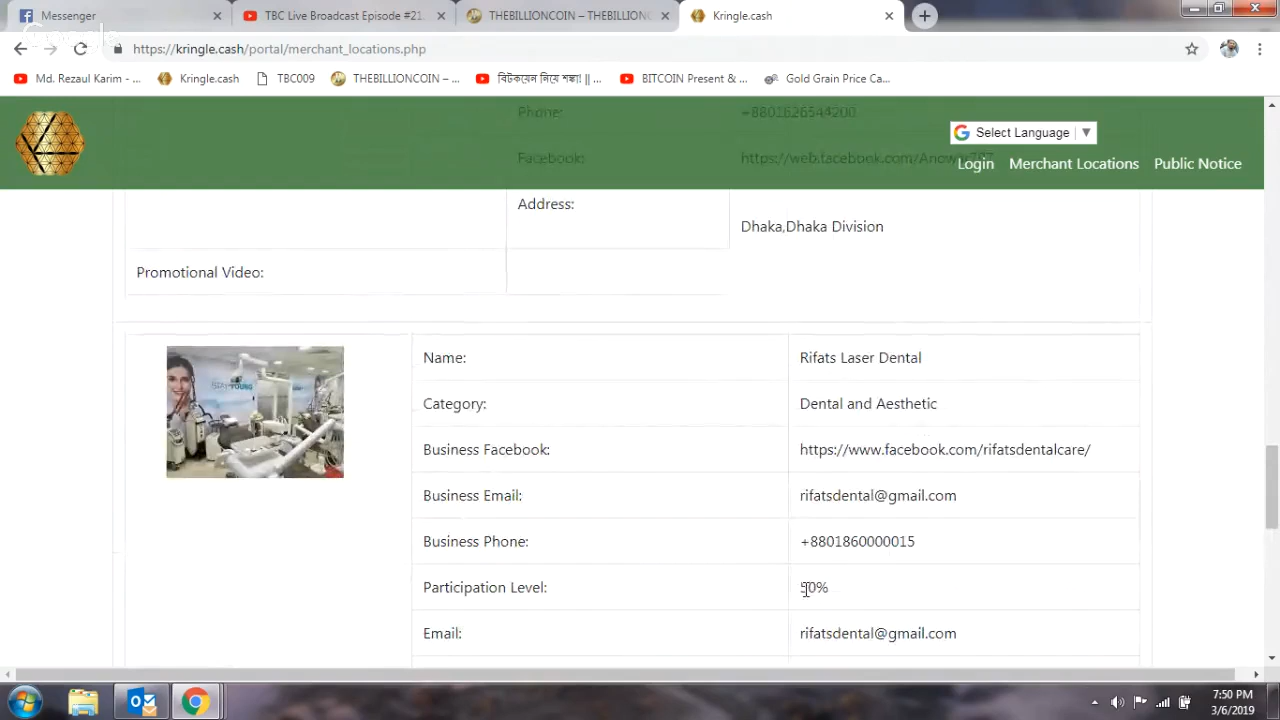 Messenger
TBC Live Broadcast Episode #21
THEBILLIONCOIN – THEBILLION
Kringle.cash
https://kringle.cash/portal/merchant_locations.php
Md. Rezaul Karim - ...
Kringle.cash
TBC009
THEBILLIONCOIN – ...
বিটকয়েন নিয়ে শঙ্কা || ...
BITCOIN Present & ...
Gold Grain Price Ca...
Phone:
+8801626544200
Select Language
Facebook:
Login
Merchant Locations
Public Notice
Address:
Dhaka,Dhaka Division
Promotional Video:
Name:
Rifats Laser Dental
Category:
Dental and Aesthetic
Business Facebook:
https://www.facebook.com/rifatsdentalcare/
Business Email:
rifatsdental@gmail.com
Business Phone:
+8801860000015
Participation Level:
50%
Email:
rifatsdental@gmail.com
7:50 PM
3/6/2019